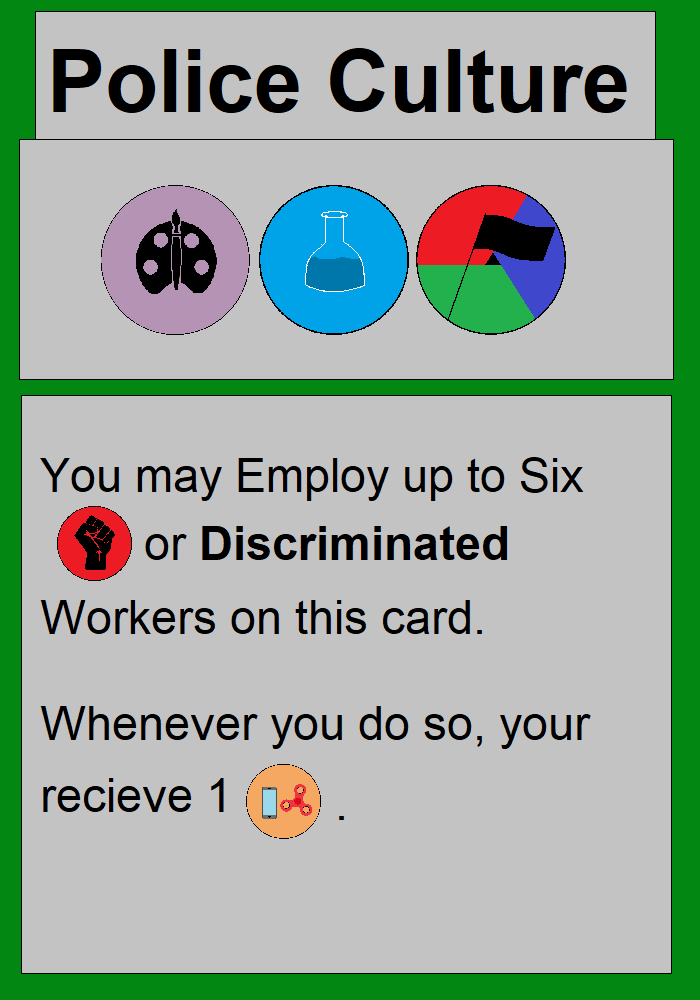 Police Culture
You may Employ up to Six
or Discriminated
Workers on this card.
Whenever you do so, your
recieve 1 .